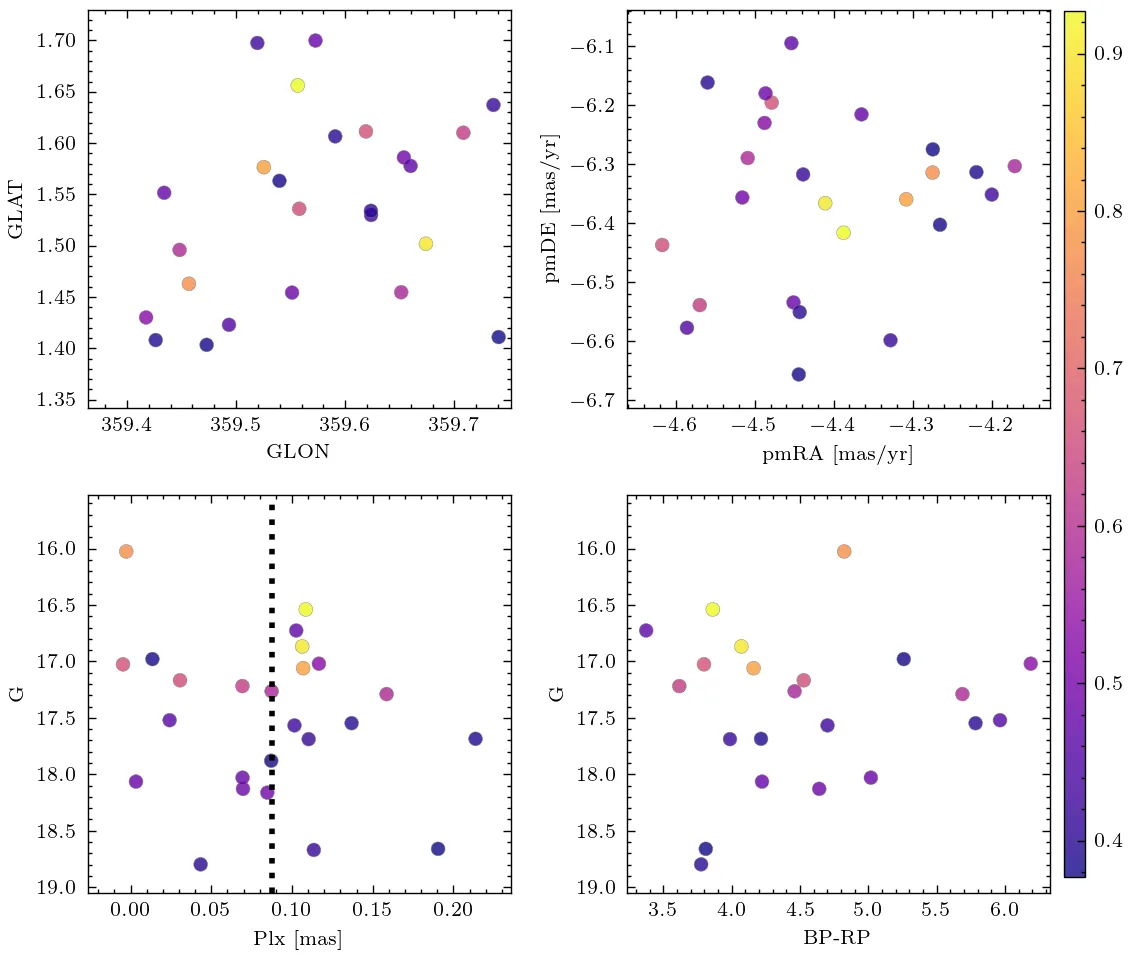 1.70
1.65
1.60
1.55
1.50
1.45
1.40
1.35
GLAT
359.4 359.5 359.6 359.7
GLON
−6.1
−6.2
−6.3
−6.4
−6.5
−6.6
−6.7
pmDE [mas/yr]
−4.6 −4.5 −4.4 −4.3 −4.2
pmRA [mas/yr]
0.9
0.8
0.7
0.6
0.5
0.4
16.0
16.5
17.0
17.5
18.0
18.5
19.0
G
0.00 0.05 0.10 0.15 0.20
Plx [mas]
16.0
16.5
17.0
17.5
18.0
18.5
19.0
G
3.5 4.0 4.5 5.0 5.5 6.0
BP-RP